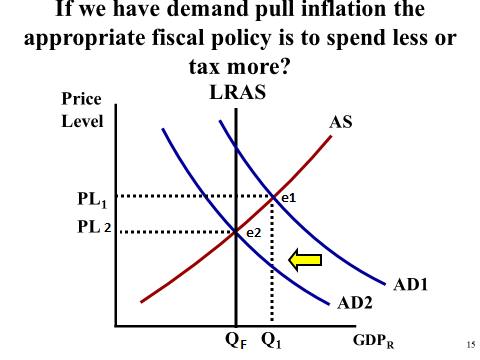 If we have demand pull inflation the
appropriate fiscal policy is to spend less or
tax more?
Price
Level
LRAS
AS
PL1
e1
PL 2
e2
AD1
AD2
QF Q1 GDPR
15